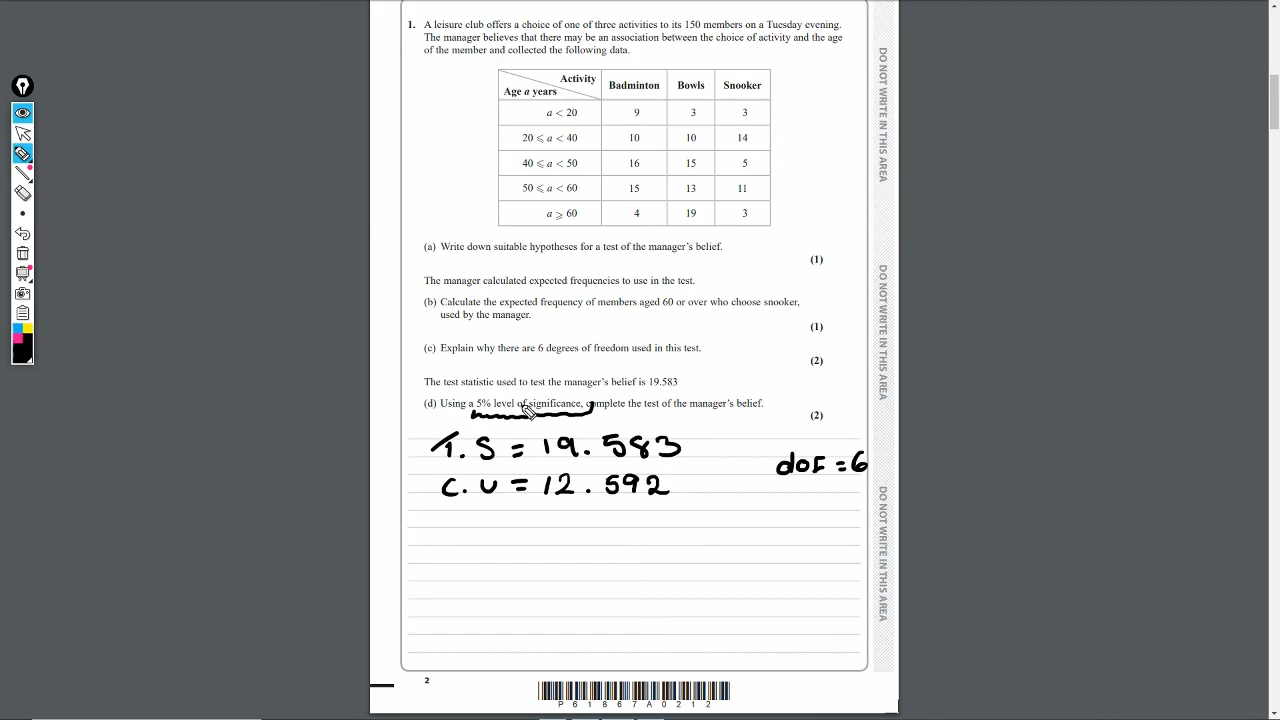 1. A leisure club offers a choice of one of three activities to its 150 members on a Tuesday evening.
The manager believes that there may be an association between the choice of activity and the age
of the member and collected the following data.
Activity
Age a years
Badminton Bowls Snooker
a < 20 9 3 3
20 ⩽ a < 40 10 10 14
40 ⩽ a < 50 16 15 5
50 ⩽ a < 60 15 13 11
a ⩾ 60 4 19 3
(a) Write down suitable hypotheses for a test of the manager's belief.
(1)
The manager calculated expected frequencies to use in the test.
(b) Calculate the expected frequency of members aged 60 or over who choose snooker,
used by the manager.
(1)
(c) Explain why there are 6 degrees of freedom used in this test.
(2)
The test statistic used to test the manager's belief is 19.583
(d) Using a 5% level of significance, complete the test of the manager's belief.
(2)
T.S = 19.583
dof = 6
C.V = 12.592
2
P61867A0212
DO NOT WRITE IN THIS AREA
DO NOT WRITE IN THIS AREA
DO NOT WRITE IN THIS AREA